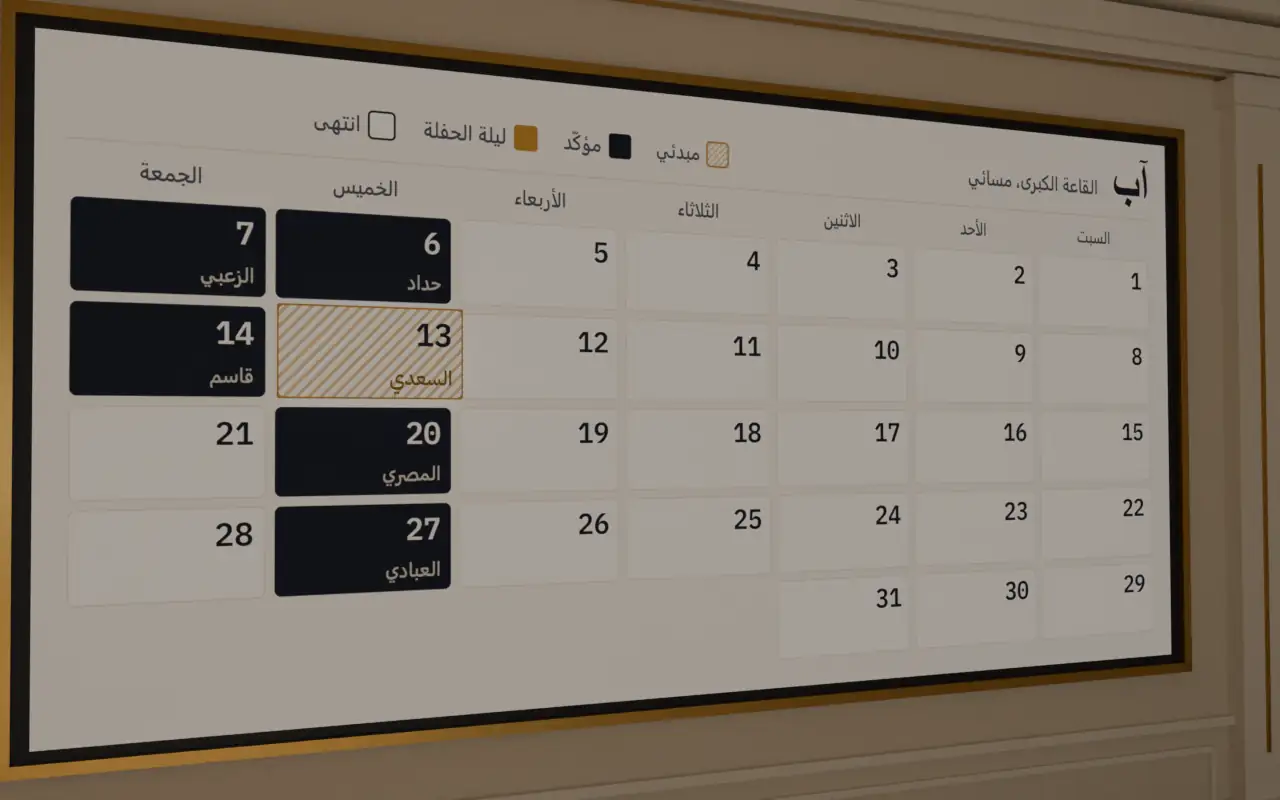 آب القاعة الكبرى، مسائي
مبدئي مؤكّد ليلة الحفلة انتهى
السبت الأحد الاثنين الثلاثاء الأربعاء الخميس الجمعة
1 2 3 4 5 6 7
حداد الزعبي
8 9 10 11 12 13 14
السعدي قاسم
15 16 17 18 19 20 21
المصري
22 23 24 25 26 27 28
العبادي
29 30 31